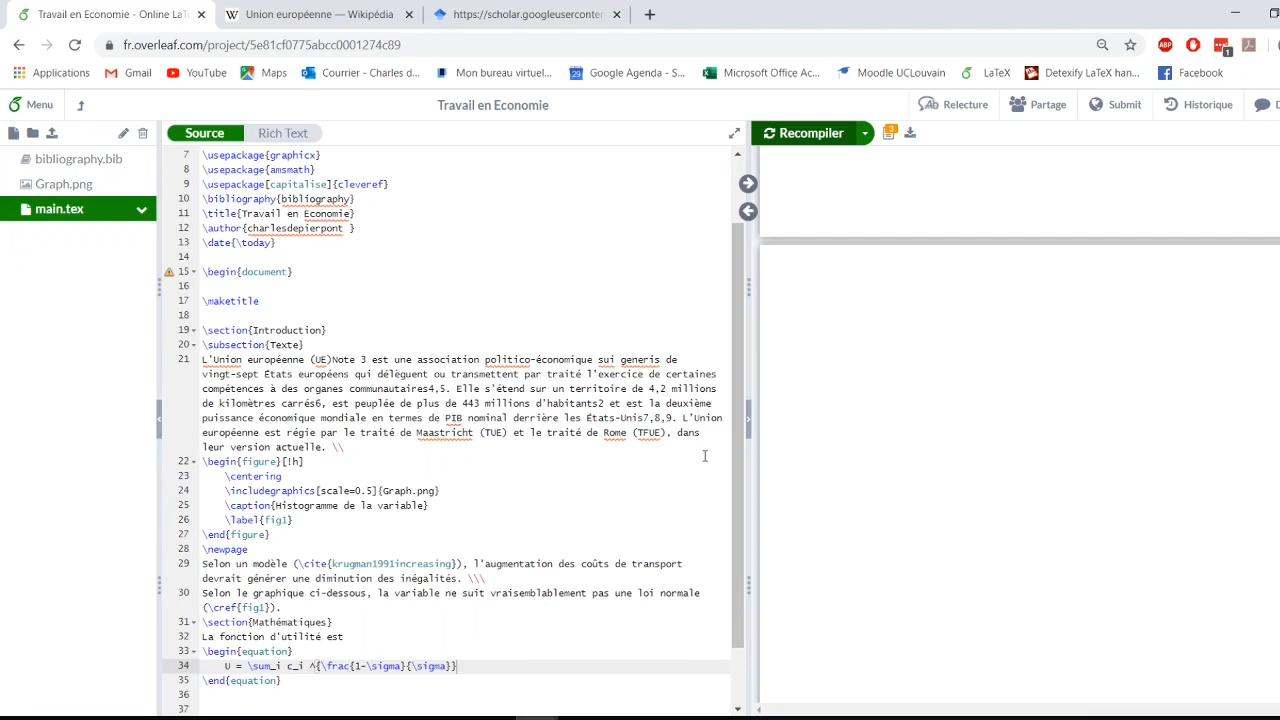 Travail en Economie - Online LaT
Union européenne — Wikipédia
https://scholar.googleuserconten
fr.overleaf.com/project/5e81cf0775abcc0001274c89
ABP
1
Applications
Gmail
YouTube
Maps
Courrier - Charles d...
Mon bureau virtuel...
29
Google Agenda - S...
Microsoft Office Ac...
Moodle UCLouvain
LaTeX
Detexify LaTeX han...
Facebook
Menu
Travail en Economie
Ab Relecture
Partage
Submit
Historique
Source
Rich Text
Recompiler
3
bibliography.bib
Graph.png
main.tex
7 \usepackage{graphicx}
8 \usepackage{amsmath}
9 \usepackage[capitalise]{cleveref}
10 \bibliography{bibliography}
11 \title{Travail en Economie}
12 \author{charlesdepierpont }
13 \date{\today}
14
15 \begin{document}
16
17 \maketitle
18
19 \section{Introduction}
20 \subsection{Texte}
21 L'Union européenne (UE)Note 3 est une association politico-économique sui generis de
vingt-sept États européens qui délèguent ou transmettent par traité l'exercice de certaines
compétences à des organes communautaires4,5. Elle s'étend sur un territoire de 4,2 millions
de kilomètres carrés6, est peuplée de plus de 443 millions d'habitants2 et est la deuxième
puissance économique mondiale en termes de PIB nominal derrière les États-Unis7,8,9. L'Union
européenne est régie par le traité de Maastricht (TUE) et le traité de Rome (TFUE), dans
leur version actuelle. \\
22 \begin{figure}[!h]
23 \centering
24 \includegraphics[scale=0.5]{Graph.png}
25 \caption{Histogramme de la variable}
26 \label{fig1}
27 \end{figure}
28 \newpage
29 Selon un modèle (\cite{krugman1991increasing}), l'augmentation des coûts de transport
devrait générer une diminution des inégalités. \\\
30 Selon le graphique ci-dessous, la variable ne suit vraisemblablement pas une loi normale
(\cref{fig1}).
31 \section{Mathématiques}
32 La fonction d'utilité est
33 \begin{equation}
34 U = \sum_i c_i ^{\frac{1-\sigma}{\sigma}}
35 \end{equation}
36
37